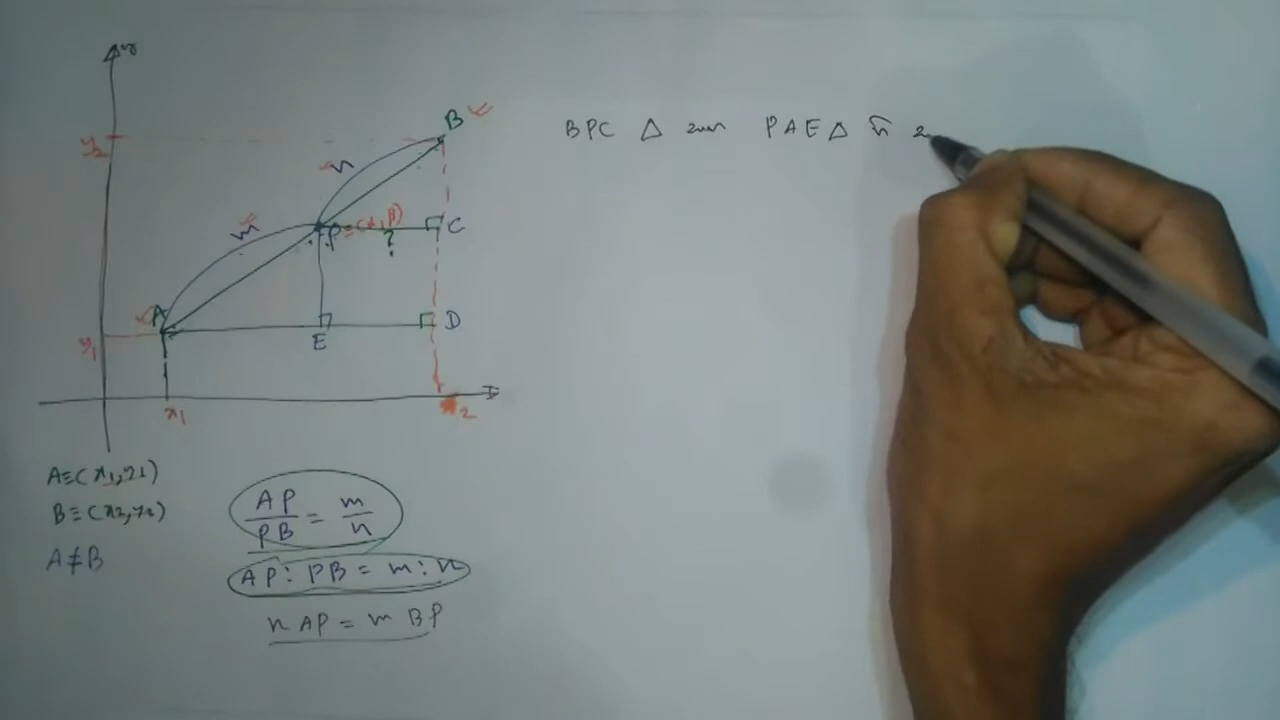 y
B
y₂
n
m
P≡(α,β)
?
C
A
D
y₁
E
x₁
x₂
A≡(x₁,y₁)
B≡(x₂,y₂)
A≠B
AP/PB = m/n
AP : PB = m : n
n AP = m BP
BPC Δ PAE Δ